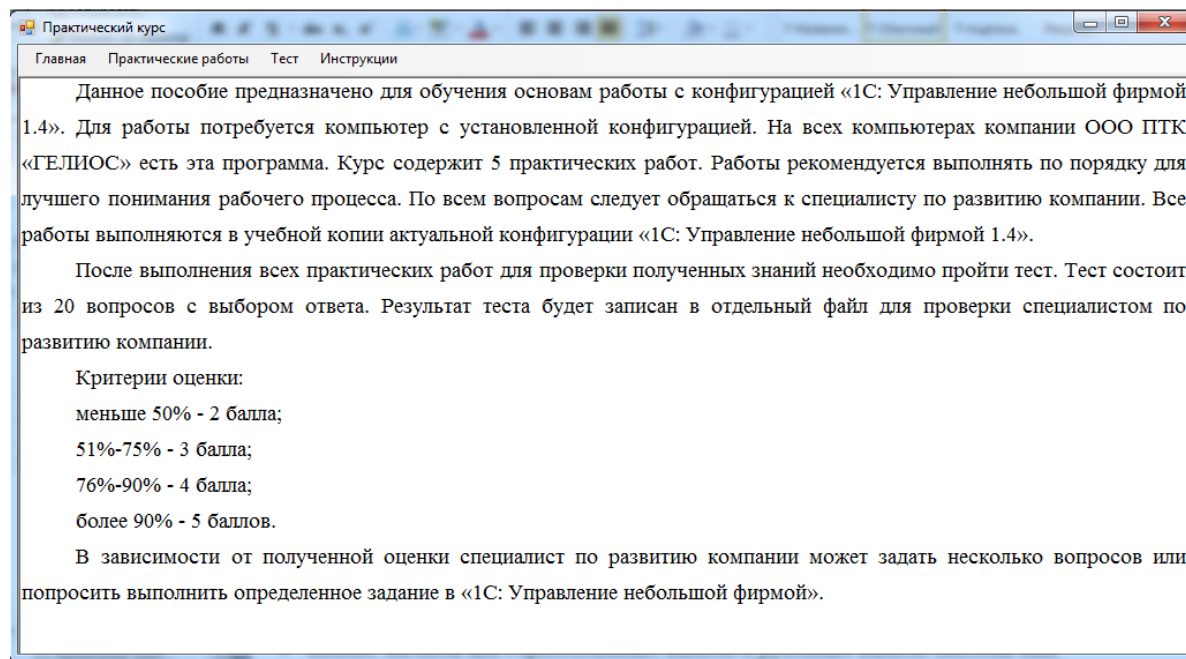 Практический курс
Главная Практические работы Тест Инструкции
Данное пособие предназначено для обучения основам работы с конфигурацией «1С: Управление небольшой фирмой
1.4». Для работы потребуется компьютер с установленной конфигурацией. На всех компьютерах компании ООО ПТК
«ГЕЛИОС» есть эта программа. Курс содержит 5 практических работ. Работы рекомендуется выполнять по порядку для
лучшего понимания рабочего процесса. По всем вопросам следует обращаться к специалисту по развитию компании. Все
работы выполняются в учебной копии актуальной конфигурации «1С: Управление небольшой фирмой 1.4».
После выполнения всех практических работ для проверки полученных знаний необходимо пройти тест. Тест состоит
из 20 вопросов с выбором ответа. Результат теста будет записан в отдельный файл для проверки специалистом по
развитию компании.
Критерии оценки:
меньше 50% - 2 балла;
51%-75% - 3 балла;
76%-90% - 4 балла;
более 90% - 5 баллов.
В зависимости от полученной оценки специалист по развитию компании может задать несколько вопросов или
попросить выполнить определенное задание в «1С: Управление небольшой фирмой».